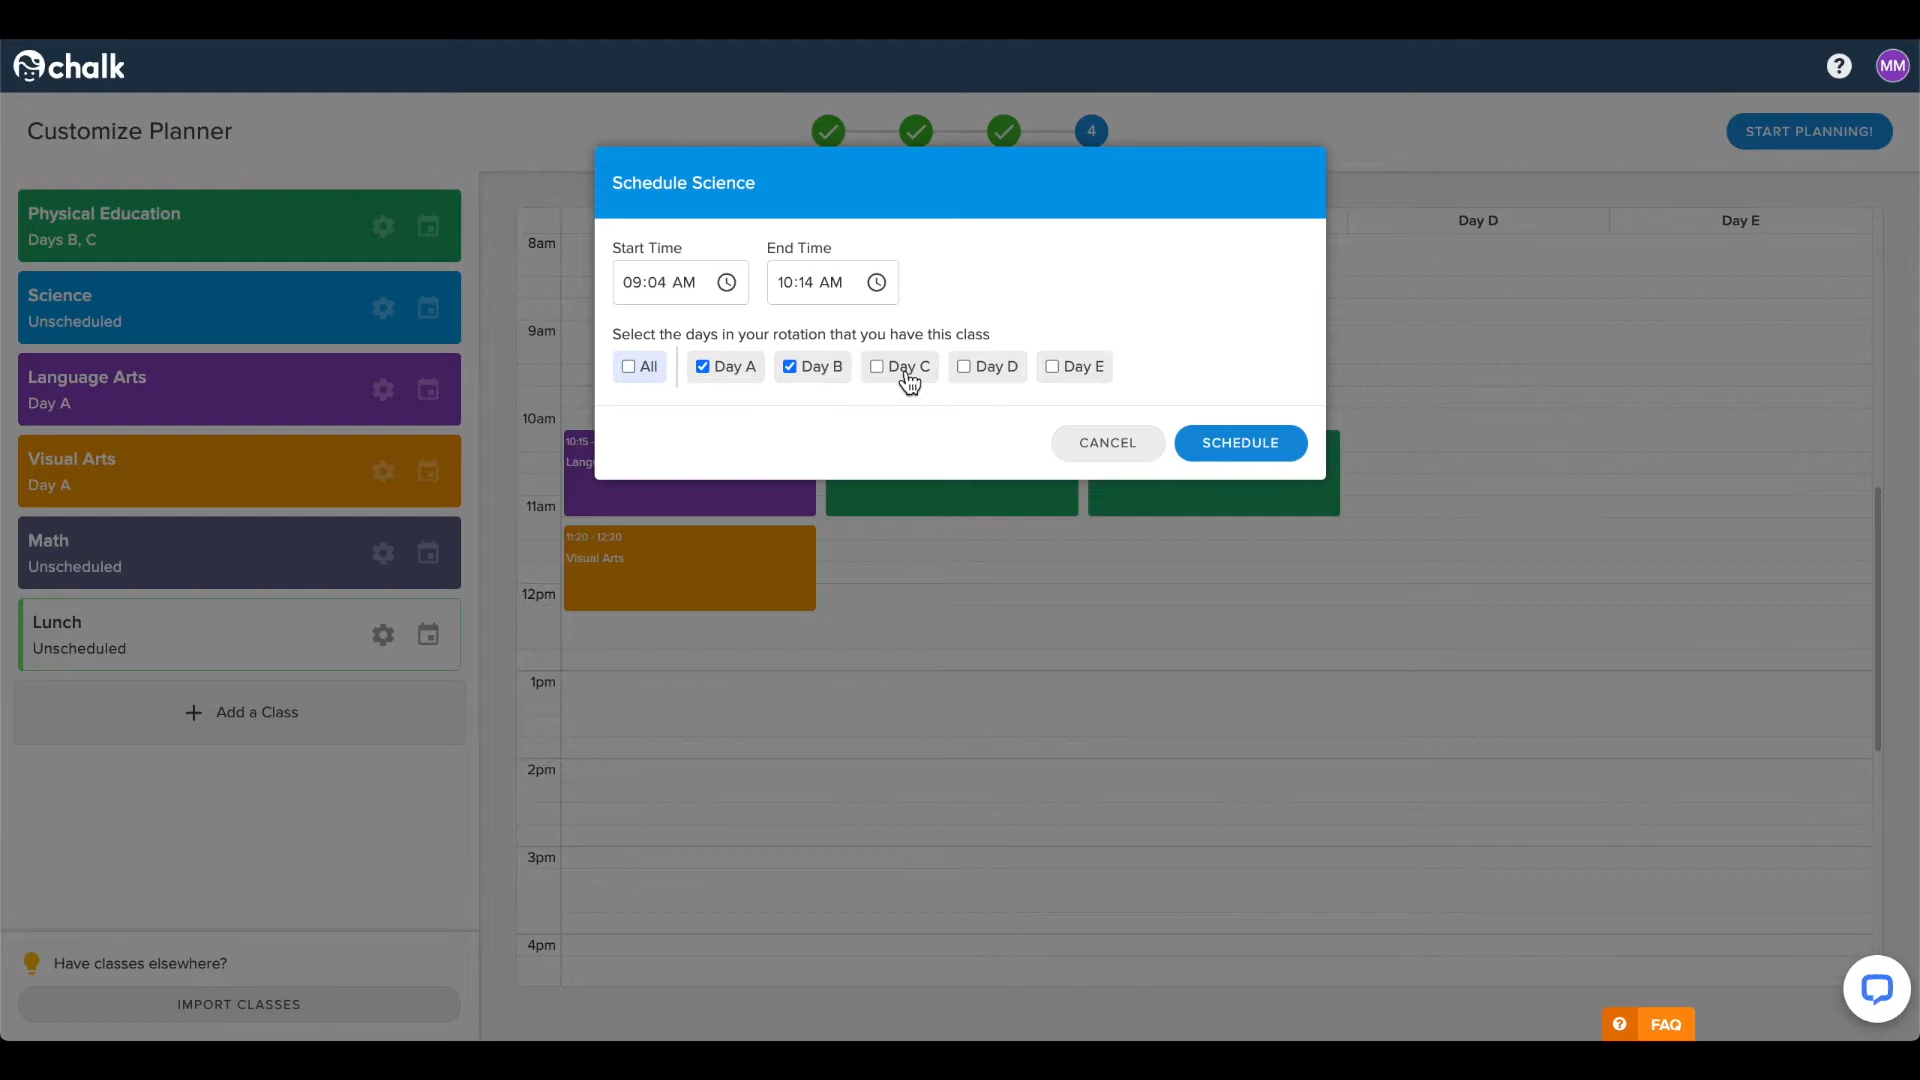 chalk
?
MM
Customize Planner
4
START PLANNING!
Physical Education
Days B, C
Science
Unscheduled
Language Arts
Day A
Visual Arts
Day A
Math
Unscheduled
Lunch
Unscheduled
+ Add a Class
Have classes elsewhere?
IMPORT CLASSES
Schedule Science
Start Time End Time
09:04 AM 10:14 AM
Select the days in your rotation that you have this class
All Day A Day B Day C Day D Day E
CANCEL SCHEDULE
Day D Day E
8am
9am
10am
10:15 -
11am
11:20 - 12:20
Visual Arts
12pm
1pm
2pm
3pm
4pm
? FAQ